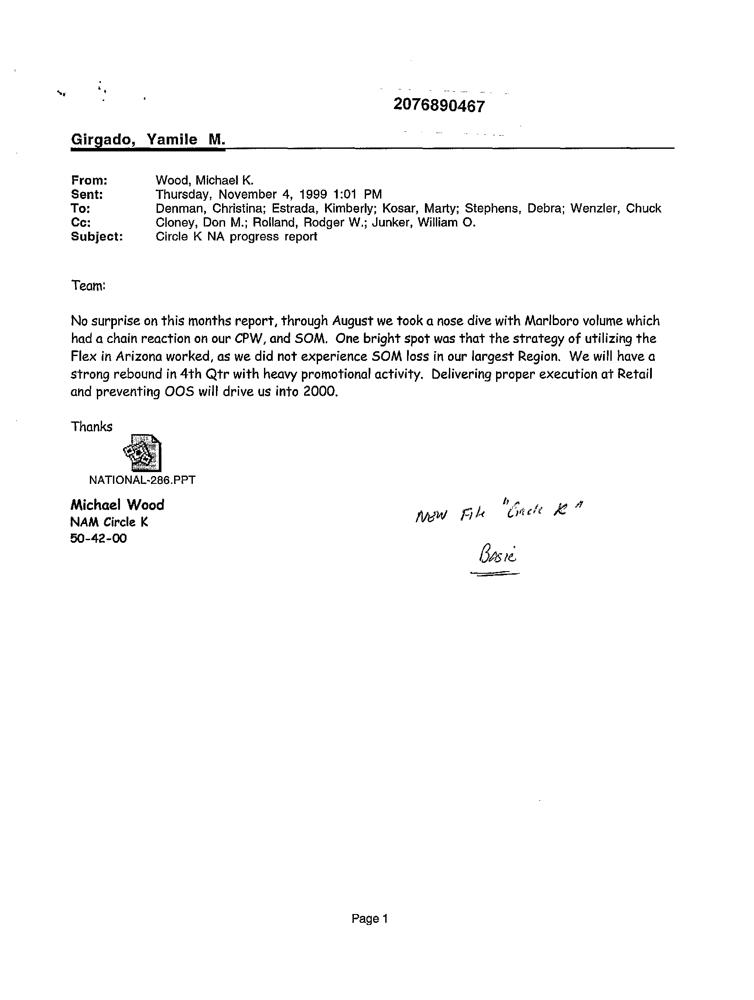 2076890467
Girgado, Yamile M.
From: Wood, Michael K.
Sent: Thursday, November 4, 1999 1:01 PM
To: Denman, Christina; Estrada, Kimberly; Kosar, Marty; Stephens, Debra; Wenzler, Chuck
Cc: Cloney, Don M.; Rolland, Rodger W.; Junker, William O.
Subject: Circle K NA progress report
Team:
No surprise on this months report, through August we took a nose dive with Marlboro volume which
had a chain reaction on our CPW, and SOM. One bright spot was that the strategy of utilizing the
Flex in Arizona worked, as we did not experience SOM loss in our largest Region. We will have a
strong rebound in 4th Qtr with heavy promotional activity. Delivering proper execution at Retail
and preventing OOS will drive us into 2000.
Thanks
NATIONAL-286.PPT
Michael Wood
NAM Circle K
50-42-00
New File "Circle K"
Basic
Page 1